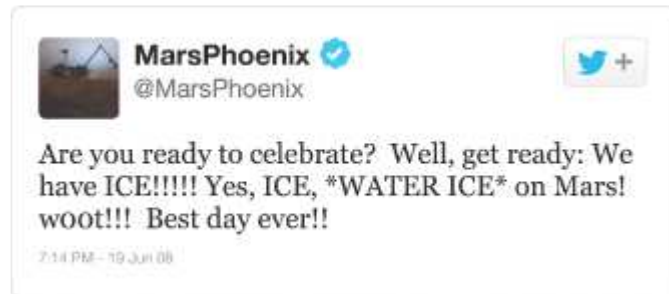 MarsPhoenix
@MarsPhoenix
Are you ready to celebrate?  Well, get ready: We
have ICE!!!!! Yes, ICE, *WATER ICE* on Mars!
woot!!!  Best day ever!!
7:14 PM - 19 Jun 08